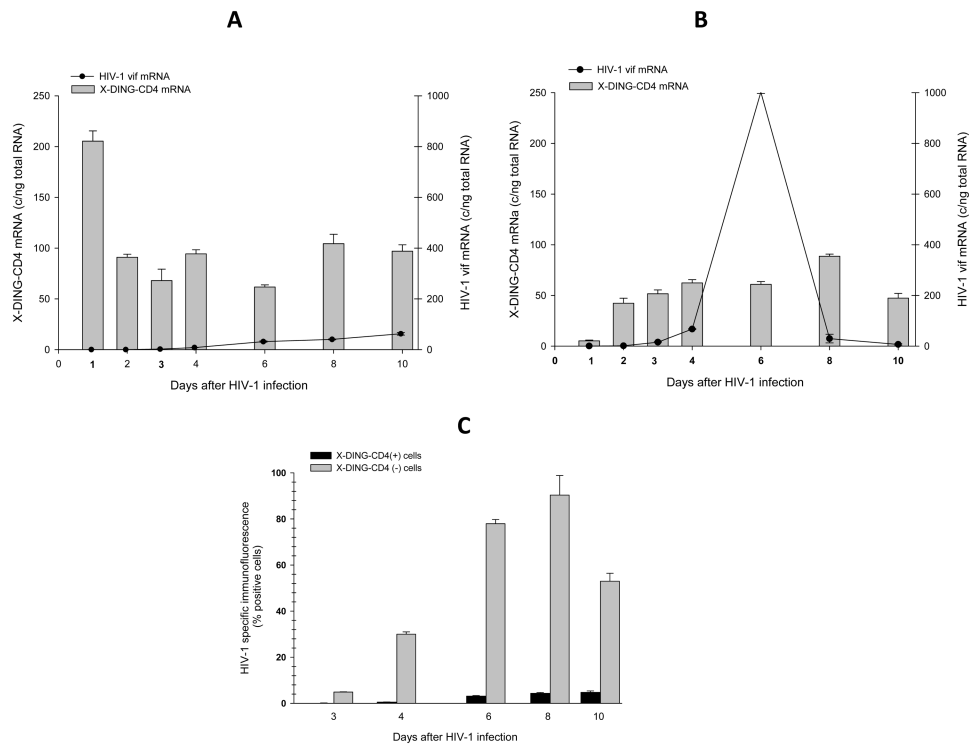 A
HIV-1 vif mRNA
X-DING-CD4 mRNA
250
200
150
100
50
0
X-DING-CD4 mRNA (c/ng total RNA)
1000
800
600
400
200
0
HIV-1 vif mRNA (c/ng total RNA)
0 1 2 3 4 6 8 10
Days after HIV-1 infection
B
HIV-1 vif mRNA
X-DING-CD4 mRNA
250
200
150
100
50
0
X-DING-CD4 mRNa (c/ng total RNA)
1000
800
600
400
200
0
HIV-1 vif mRNA (c/ng total RNA)
0 1 2 3 4 6 8 10
Days after HIV-1 infection
C
X-DING-CD4(+) cells
X-DING-CD4 (-) cells
100
80
60
40
20
0
HIV-1 specific immunofluorescence
(% positive cells)
3 4 6 8 10
Days after HIV-1 infection